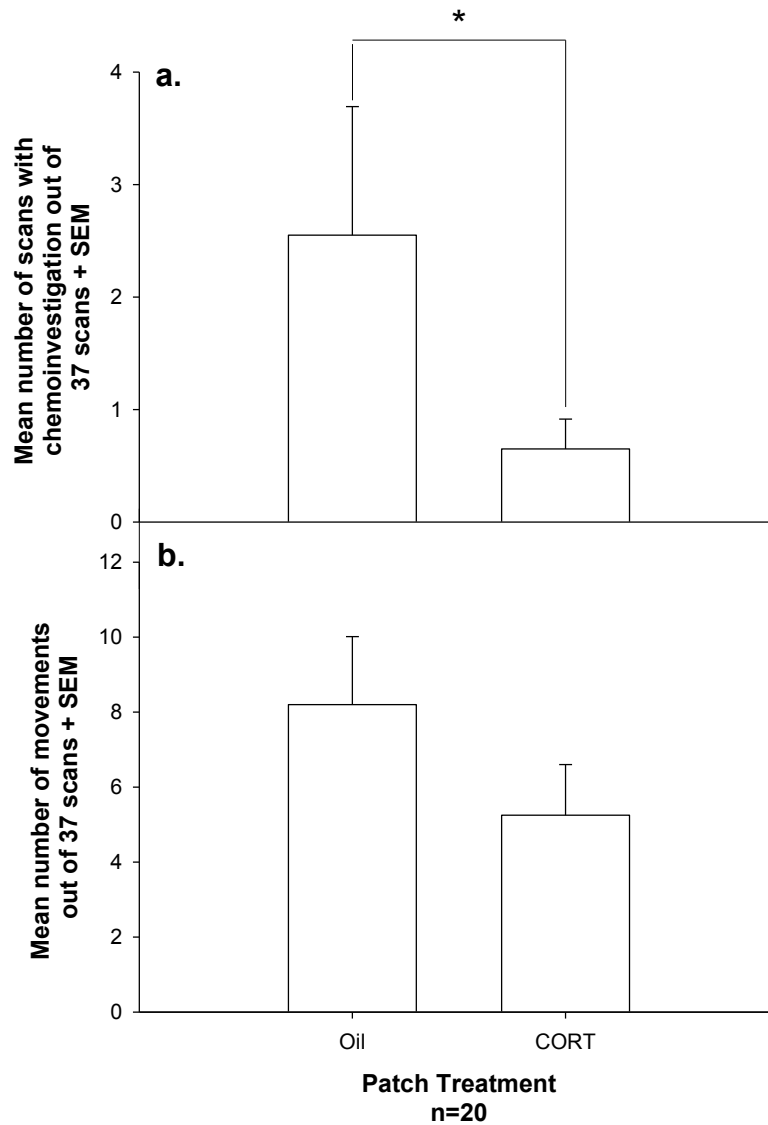 *
a.
Mean number of scans with
chemoinvestigation out of
37 scans + SEM
4
3
2
1
0
b.
Mean number of movements
out of 37 scans + SEM
12
10
8
6
4
2
0
Oil
CORT
Patch Treatment
n=20